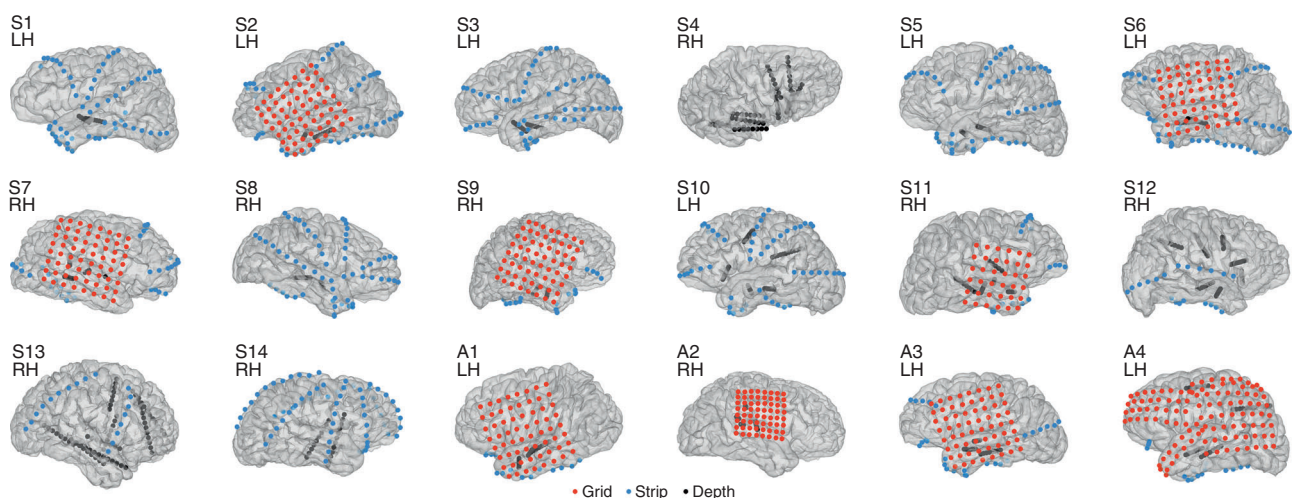 S1
LH
S2
LH
S3
LH
S4
RH
S5
LH
S6
LH
S7
RH
S8
RH
S9
RH
S10
LH
S11
RH
S12
RH
S13
RH
S14
RH
A1
LH
A2
RH
A3
LH
A4
LH
Grid Strip Depth